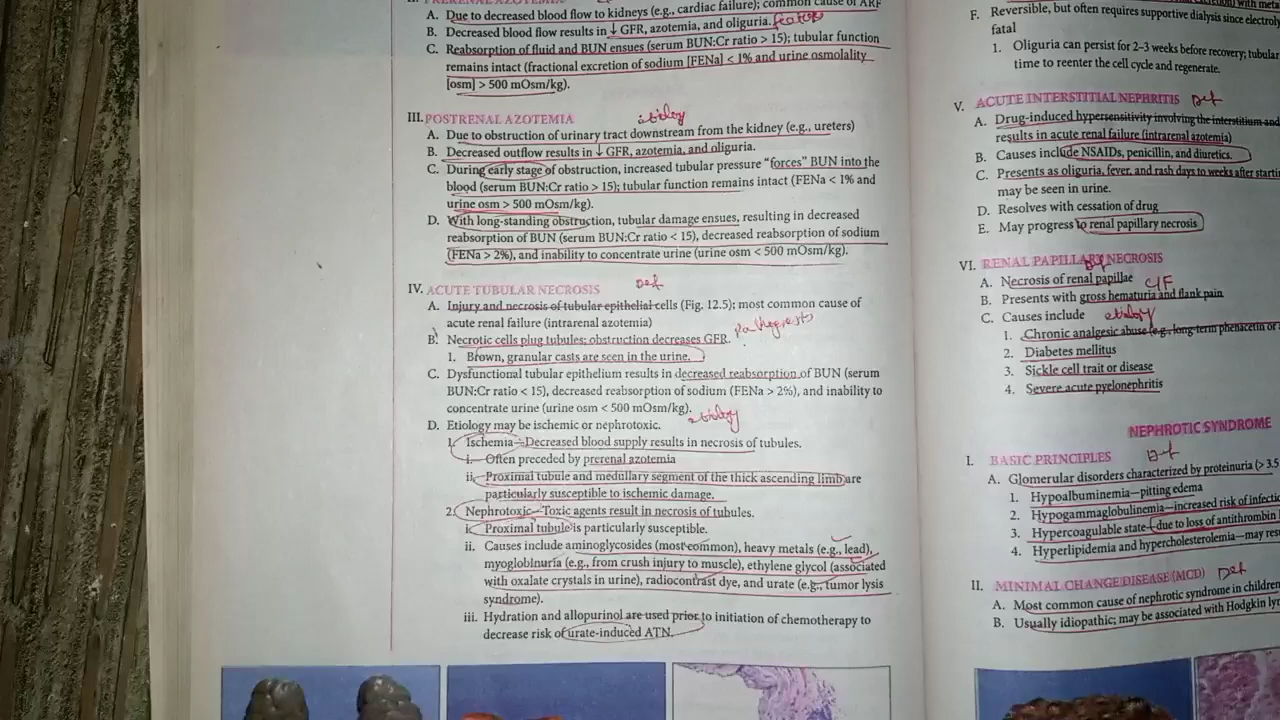 II. PRERENAL AZOTEMIA
A. Due to decreased blood flow to kidneys (e.g., cardiac failure); common cause of ARF
B. Decreased blood flow results in ↓ GFR, azotemia, and oliguria.
C. Reabsorption of fluid and BUN ensues (serum BUN:Cr ratio > 15); tubular function
remains intact (fractional excretion of sodium [FENa] < 1% and urine osmolality
[osm] > 500 mOsm/kg).
III. POSTRENAL AZOTEMIA etiology
A. Due to obstruction of urinary tract downstream from the kidney (e.g., ureters)
B. Decreased outflow results in ↓ GFR, azotemia, and oliguria.
C. During early stage of obstruction, increased tubular pressure "forces" BUN into the
blood (serum BUN:Cr ratio > 15); tubular function remains intact (FENa < 1% and
urine osm > 500 mOsm/kg).
D. With long-standing obstruction, tubular damage ensues, resulting in decreased
reabsorption of BUN (serum BUN:Cr ratio < 15), decreased reabsorption of sodium
(FENa > 2%), and inability to concentrate urine (urine osm < 500 mOsm/kg).
IV. ACUTE TUBULAR NECROSIS Def
A. Injury and necrosis of tubular epithelial cells (Fig. 12.5); most common cause of
acute renal failure (intrarenal azotemia)
B. Necrotic cells plug tubules; obstruction decreases GFR.
1. Brown, granular casts are seen in the urine.
C. Dysfunctional tubular epithelium results in decreased reabsorption of BUN (serum
BUN:Cr ratio < 15), decreased reabsorption of sodium (FENa > 2%), and inability to
concentrate urine (urine osm < 500 mOsm/kg).
D. Etiology may be ischemic or nephrotoxic. etiology
1. Ischemia—Decreased blood supply results in necrosis of tubules.
i. Often preceded by prerenal azotemia
ii. Proximal tubule and medullary segment of the thick ascending limb are
particularly susceptible to ischemic damage.
2. Nephrotoxic—Toxic agents result in necrosis of tubules.
i. Proximal tubule is particularly susceptible.
ii. Causes include aminoglycosides (most common), heavy metals (e.g., lead),
myoglobinuria (e.g., from crush injury to muscle), ethylene glycol (associated
with oxalate crystals in urine), radiocontrast dye, and urate (e.g., tumor lysis
syndrome).
iii. Hydration and allopurinol are used prior to initiation of chemotherapy to
decrease risk of urate-induced ATN.
F. Reversible, but often requires supportive dialysis since
fatal
1. Oliguria can persist for 2–3 weeks before recovery; tubular
time to reenter the cell cycle and regenerate.
V. ACUTE INTERSTITIAL NEPHRITIS Def
A. Drug-induced hypersensitivity involving the interstitium and
results in acute renal failure (intrarenal azotemia)
B. Causes include NSAIDs, penicillin, and diuretics.
C. Presents as oliguria, fever, and rash days to weeks after
may be seen in urine.
D. Resolves with cessation of drug
E. May progress to renal papillary necrosis
VI. RENAL PAPILLARY NECROSIS
A. Necrosis of renal papillae
B. Presents with gross hematuria and flank pain C/F
C. Causes include etiology
1. Chronic analgesic abuse (e.g., long-term phenacetin or
2. Diabetes mellitus
3. Sickle cell trait or disease
4. Severe acute pyelonephritis
NEPHROTIC SYNDROME
I. BASIC PRINCIPLES Def
A. Glomerular disorders characterized by proteinuria (> 3.5
1. Hypoalbuminemia—pitting edema
2. Hypogammaglobulinemia—increased risk of
3. Hypercoagulable state—due to loss of antithrombin
4. Hyperlipidemia and hypercholesterolemia—may
II. MINIMAL CHANGE DISEASE (MCD) Def
A. Most common cause of nephrotic syndrome in
B. Usually idiopathic; may be associated with Hodgkin